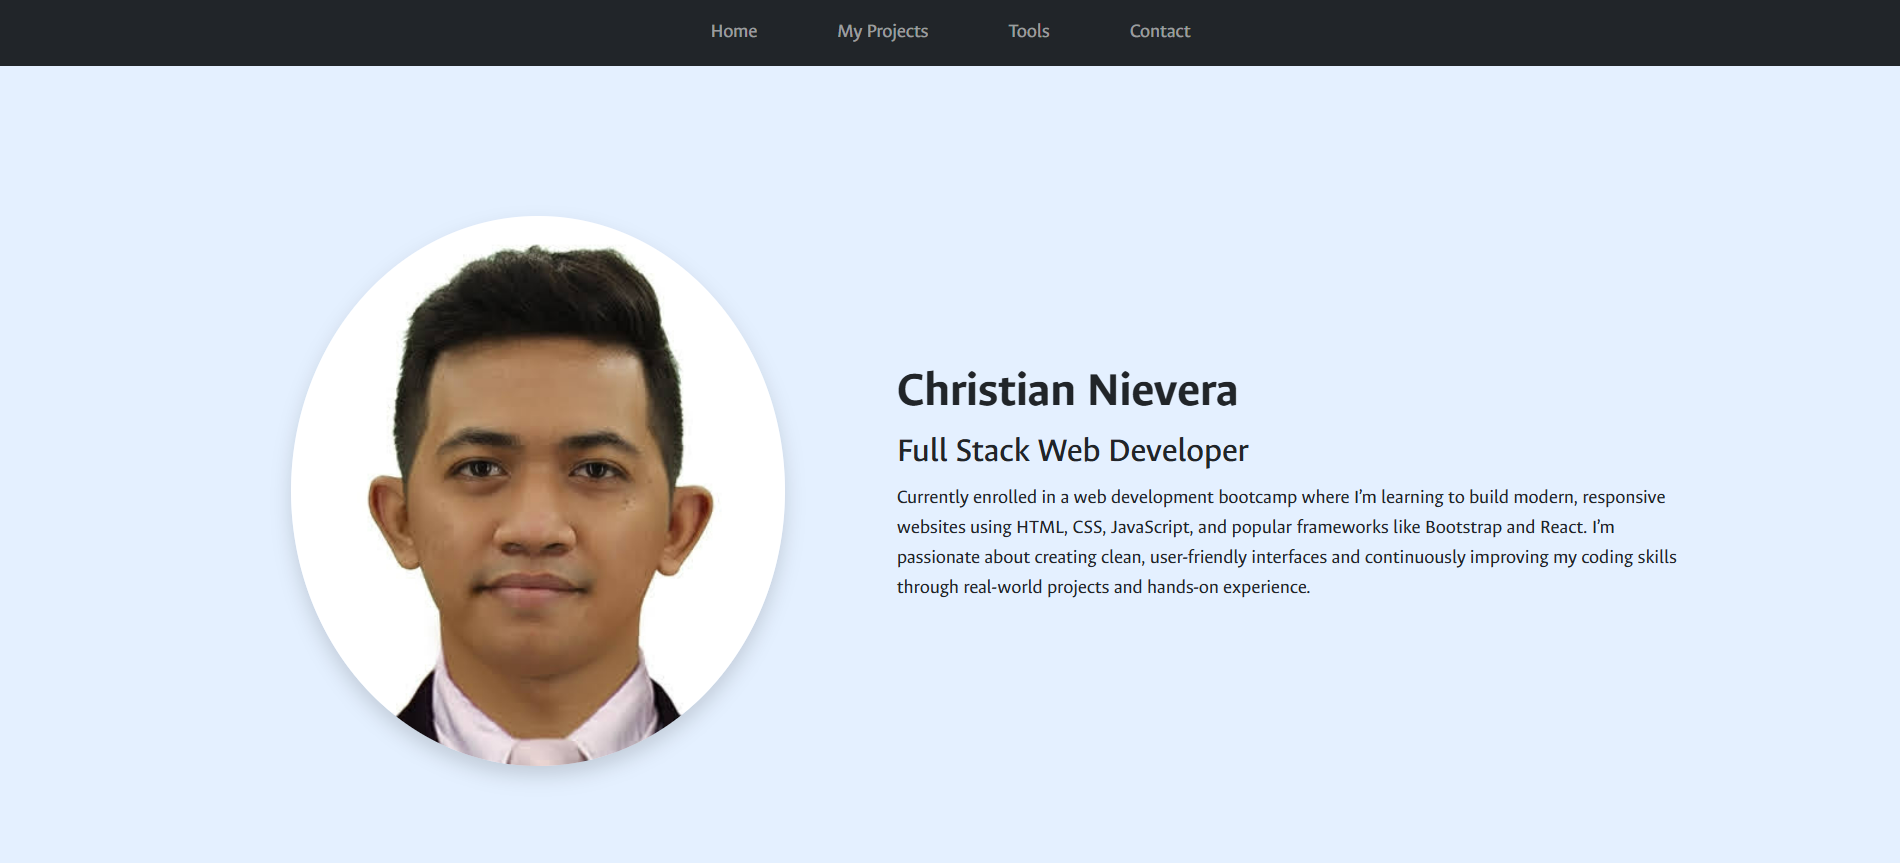 Home My Projects Tools Contact
Christian Nievera
Full Stack Web Developer
Currently enrolled in a web development bootcamp where I’m learning to build modern, responsive
websites using HTML, CSS, JavaScript, and popular frameworks like Bootstrap and React. I’m
passionate about creating clean, user-friendly interfaces and continuously improving my coding skills
through real-world projects and hands-on experience.